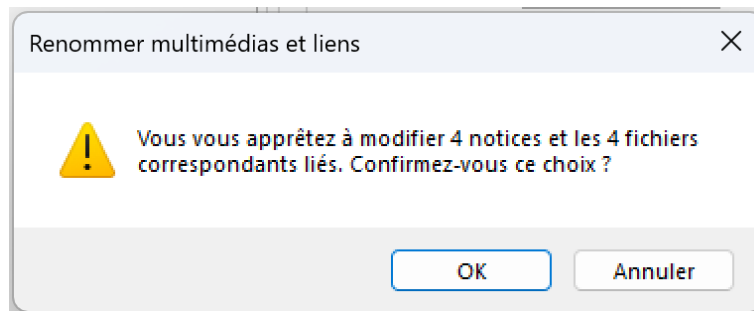 Renommer multimédias et liens
Vous vous apprêtez à modifier 4 notices et les 4 fichiers
correspondants liés. Confirmez-vous ce choix ?
OK
Annuler